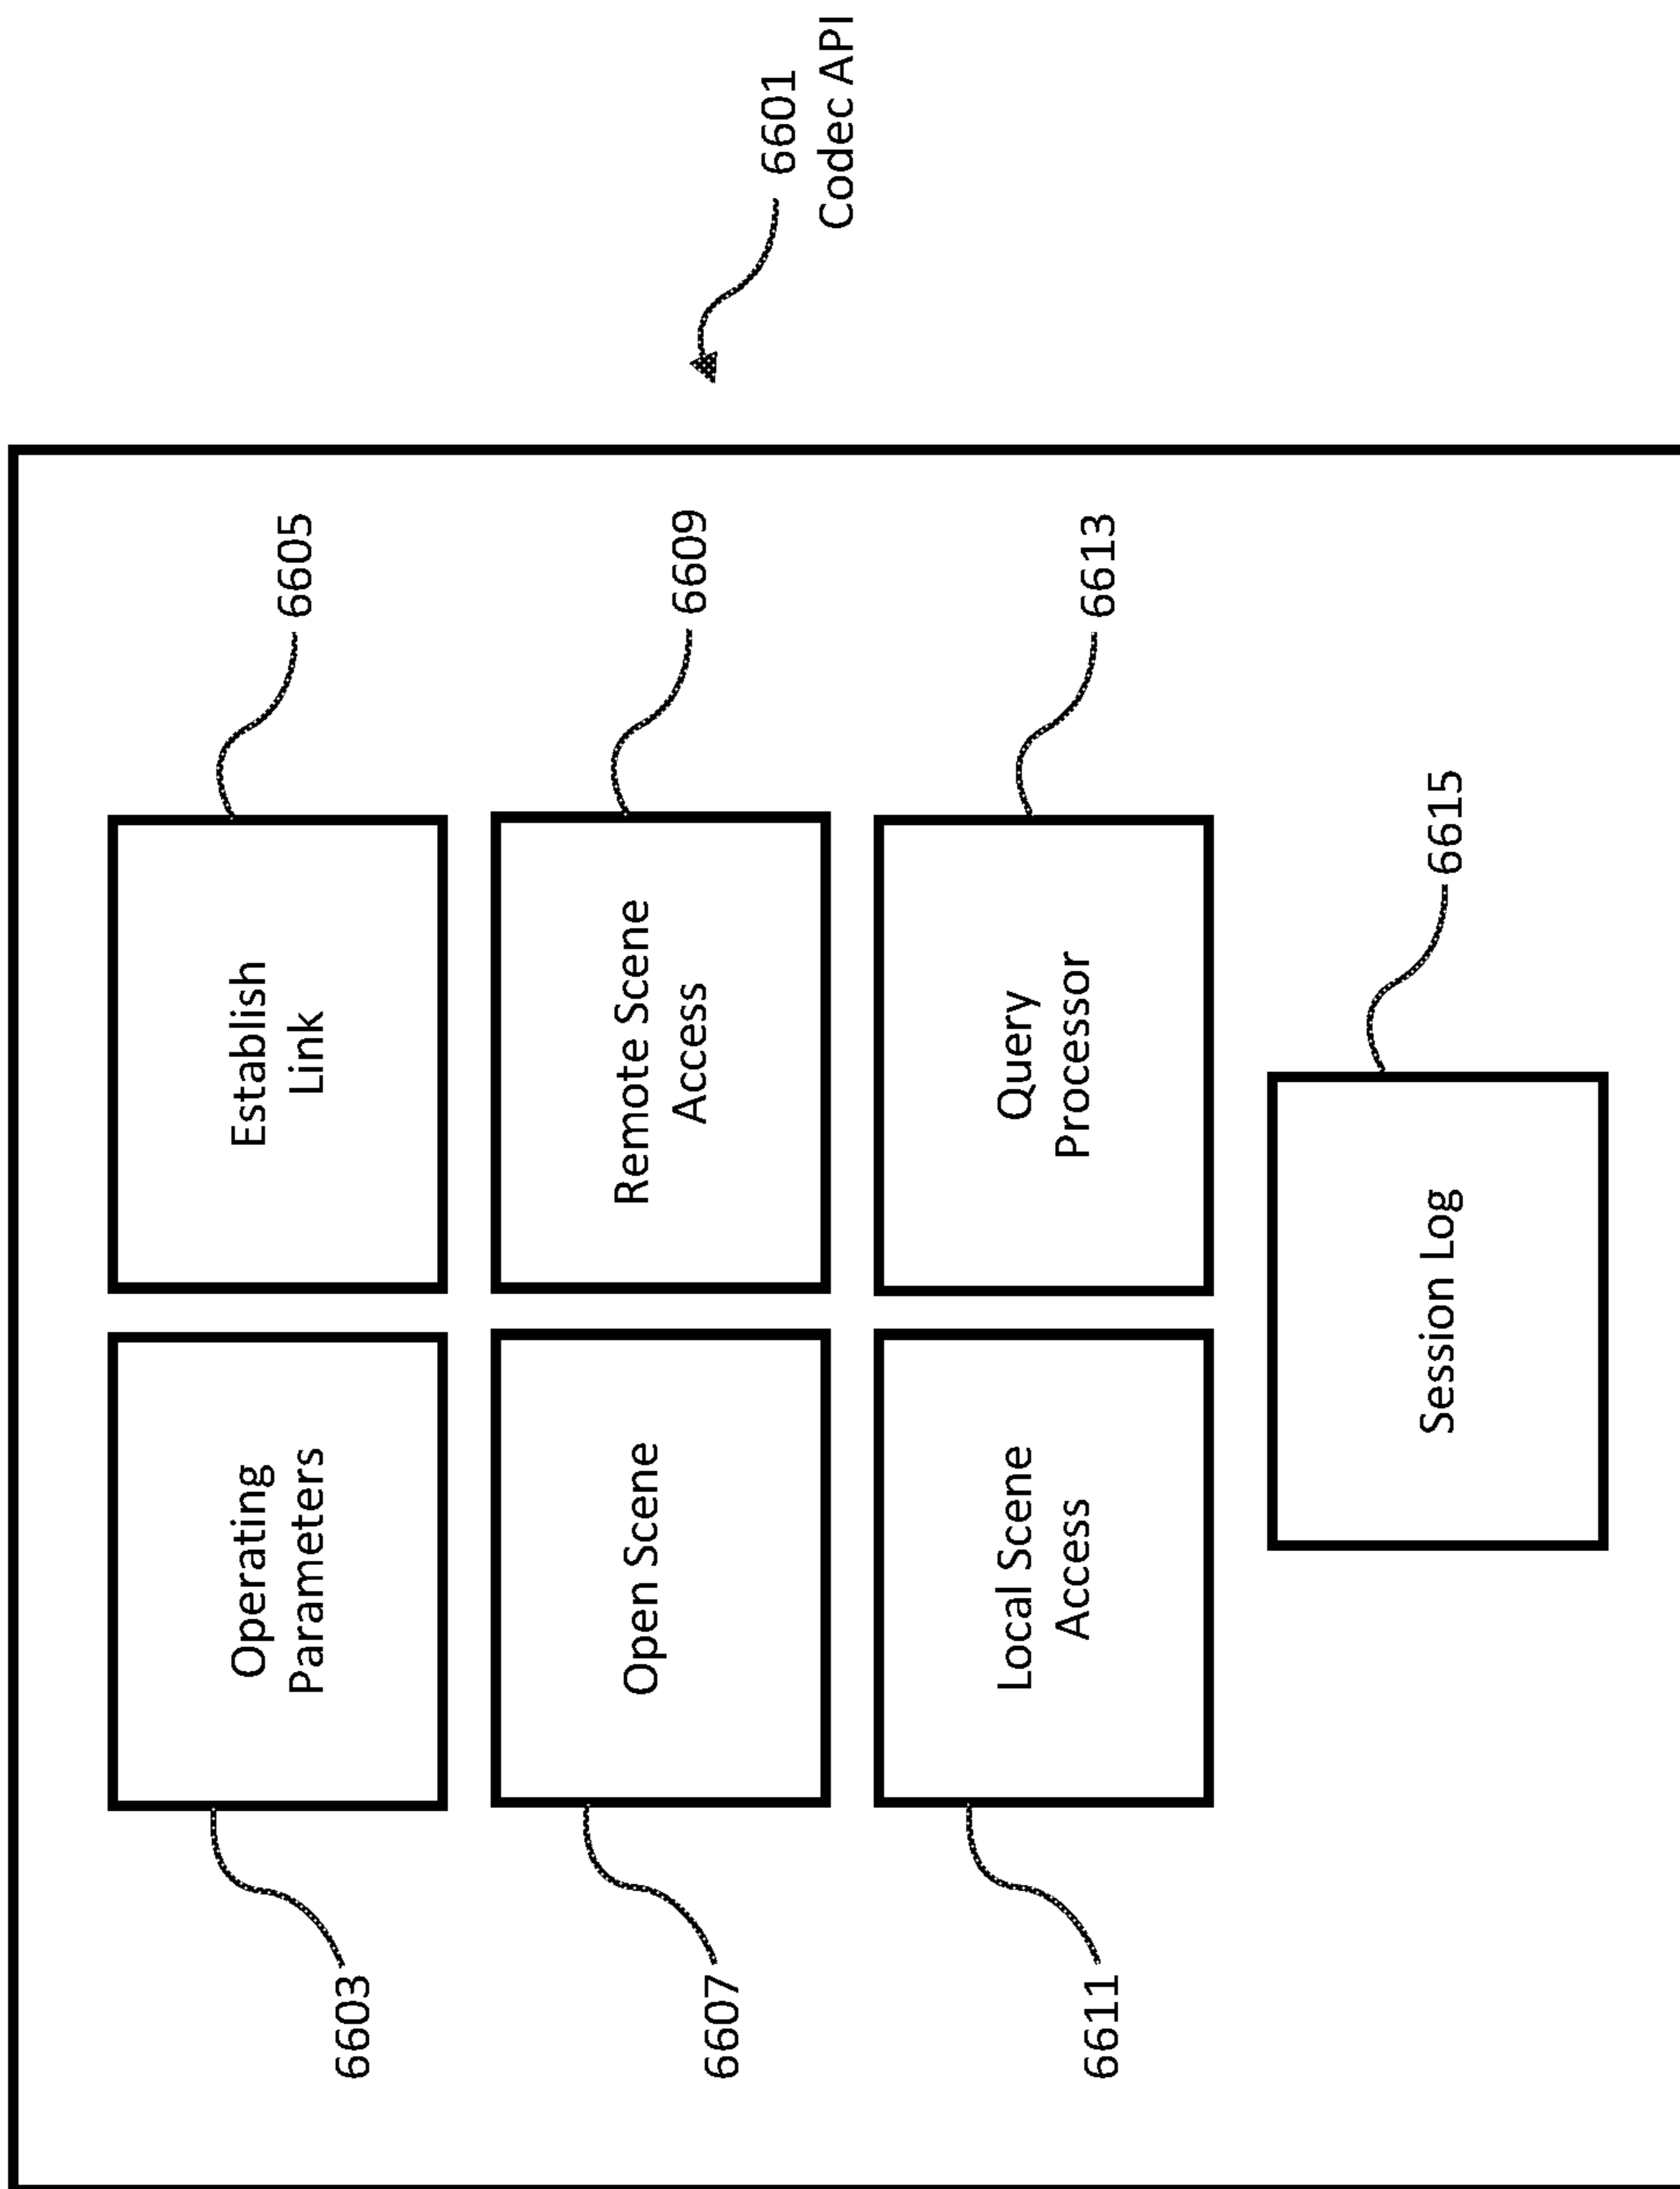 6601
Codec API
6603
Operating
Parameters
Establish
Link
6605
6607
Open Scene
Remote Scene
Access
6609
6611
Local Scene
Access
Query
Processor
6613
Session Log
6615